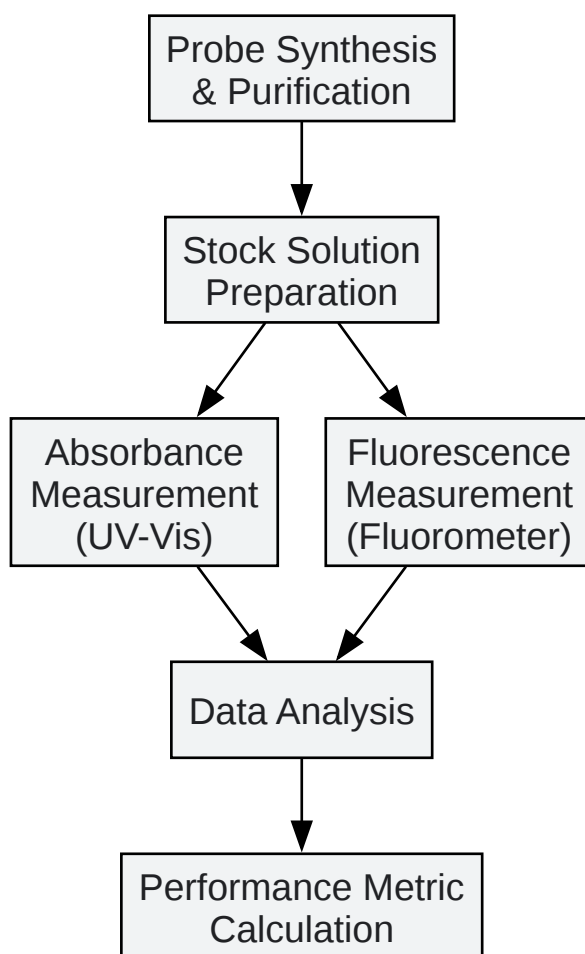 Probe Synthesis
& Purification
Stock Solution
Preparation
Absorbance
Measurement
(UV-Vis)
Fluorescence
Measurement
(Fluorometer)
Data Analysis
Performance Metric
Calculation